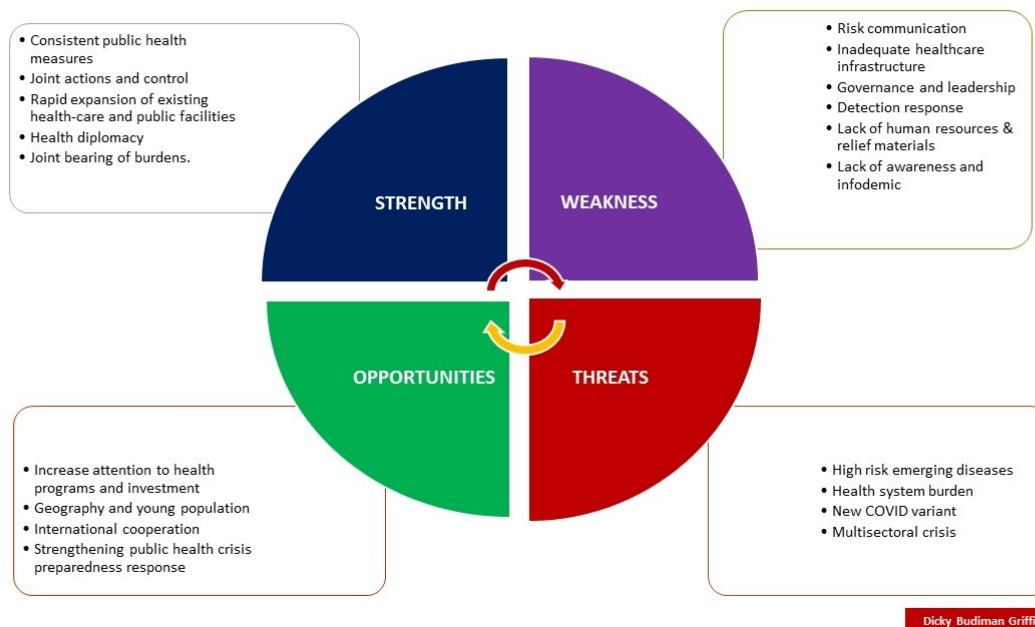 • Consistent public health
measures
• Joint actions and control
• Rapid expansion of existing
health-care and public facilities
• Health diplomacy
• Joint bearing of burdens.
• Risk communication
• Inadequate healthcare
infrastructure
• Governance and leadership
• Detection response
• Lack of human resources &
relief materials
• Lack of awareness and
infodemic
STRENGTH
WEAKNESS
OPPORTUNITIES
THREATS
• Increase attention to health
programs and investment
• Geography and young population
• International cooperation
• Strengthening public health crisis
preparedness response
• High risk emerging diseases
• Health system burden
• New COVID variant
• Multisectoral crisis
Dicky Budiman